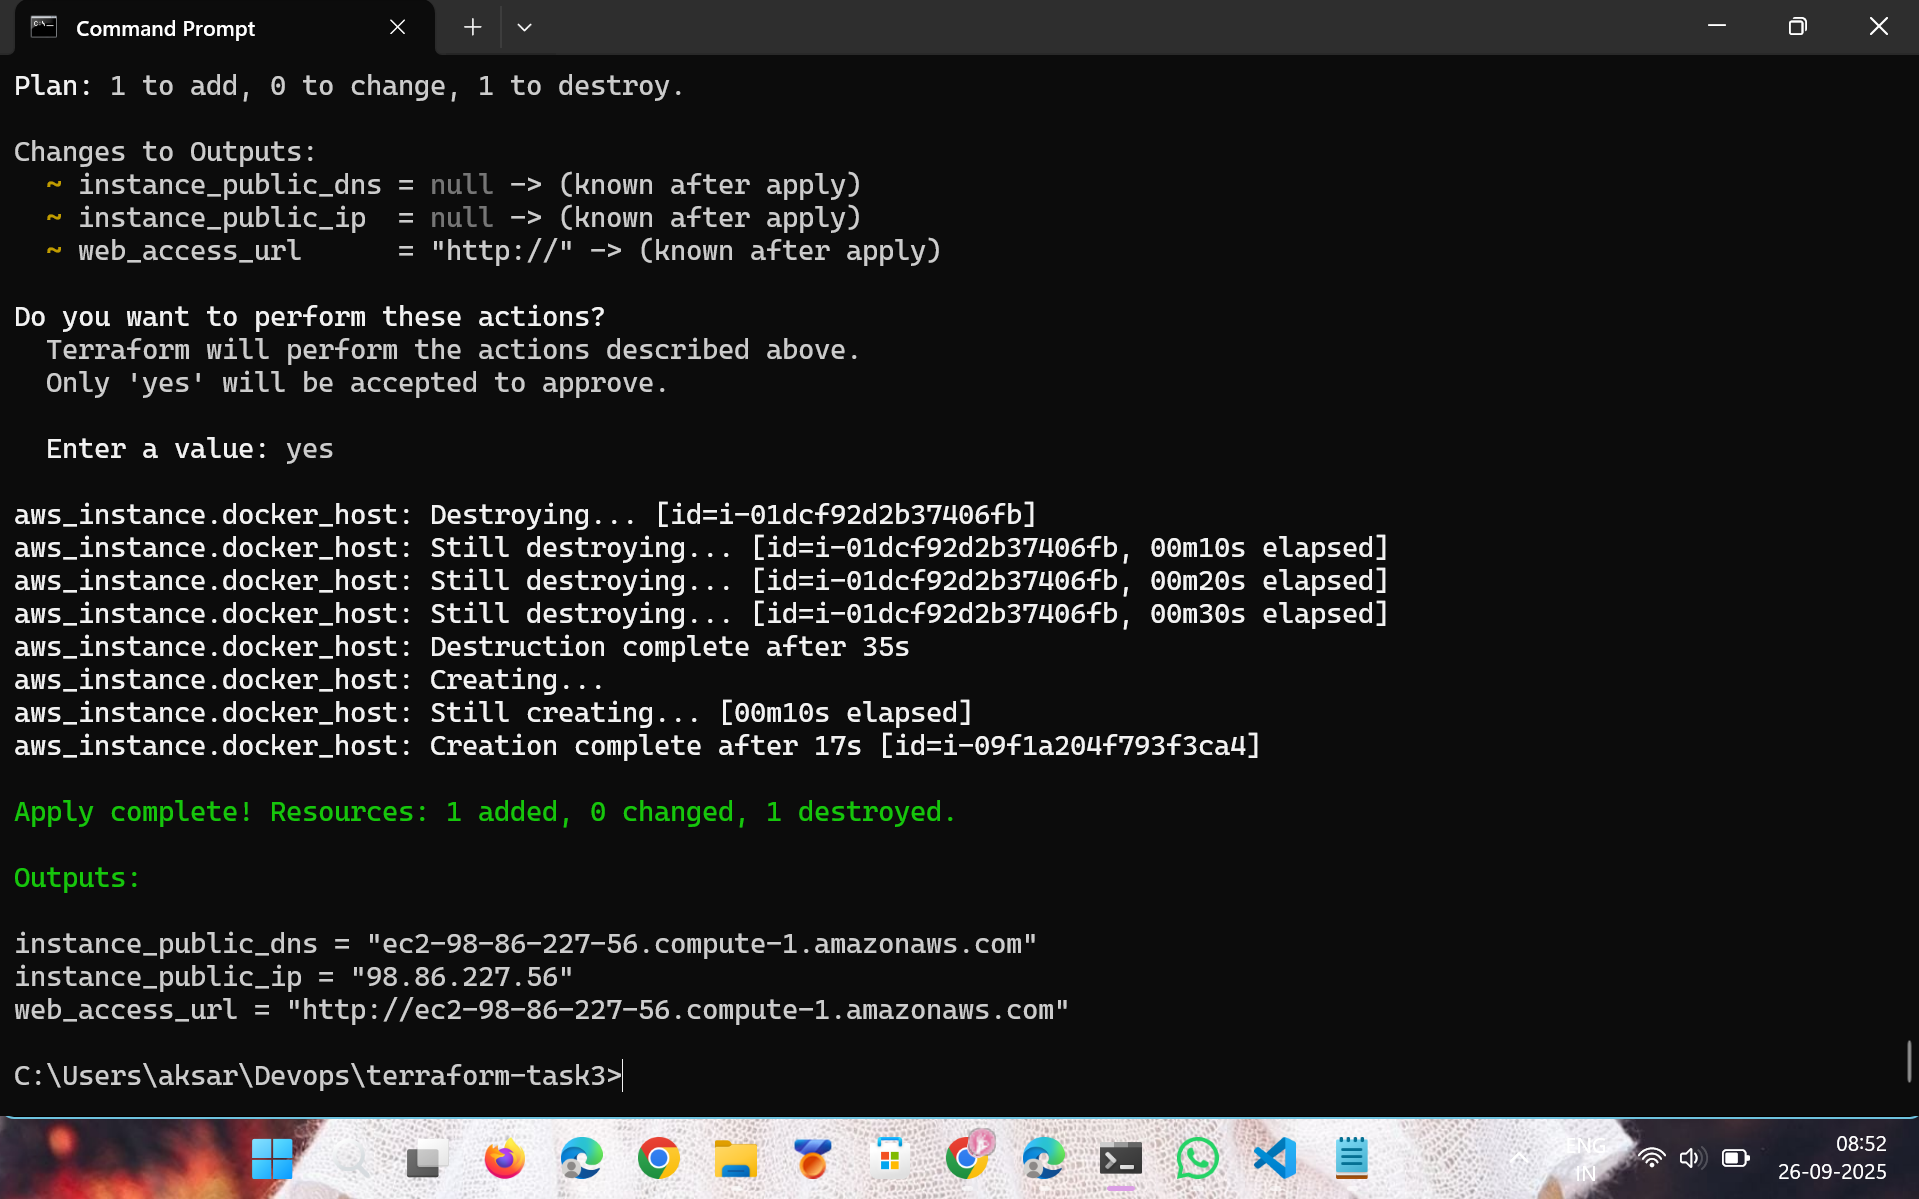 Command Prompt
Plan: 1 to add, 0 to change, 1 to destroy.
Changes to Outputs:
~ instance_public_dns = null -> (known after apply)
~ instance_public_ip  = null -> (known after apply)
~ web_access_url      = "http://" -> (known after apply)
Do you want to perform these actions?
Terraform will perform the actions described above.
Only 'yes' will be accepted to approve.
Enter a value: yes
aws_instance.docker_host: Destroying... [id=i-01dcf92d2b37406fb]
aws_instance.docker_host: Still destroying... [id=i-01dcf92d2b37406fb, 00m10s elapsed]
aws_instance.docker_host: Still destroying... [id=i-01dcf92d2b37406fb, 00m20s elapsed]
aws_instance.docker_host: Still destroying... [id=i-01dcf92d2b37406fb, 00m30s elapsed]
aws_instance.docker_host: Destruction complete after 35s
aws_instance.docker_host: Creating...
aws_instance.docker_host: Still creating... [00m10s elapsed]
aws_instance.docker_host: Creation complete after 17s [id=i-09f1a204f793f3ca4]
Apply complete! Resources: 1 added, 0 changed, 1 destroyed.
Outputs:
instance_public_dns = "ec2-98-86-227-56.compute-1.amazonaws.com"
instance_public_ip = "98.86.227.56"
web_access_url = "http://ec2-98-86-227-56.compute-1.amazonaws.com"
C:\Users\aksar\Devops\terraform-task3>
ENG
IN
08:52
26-09-2025